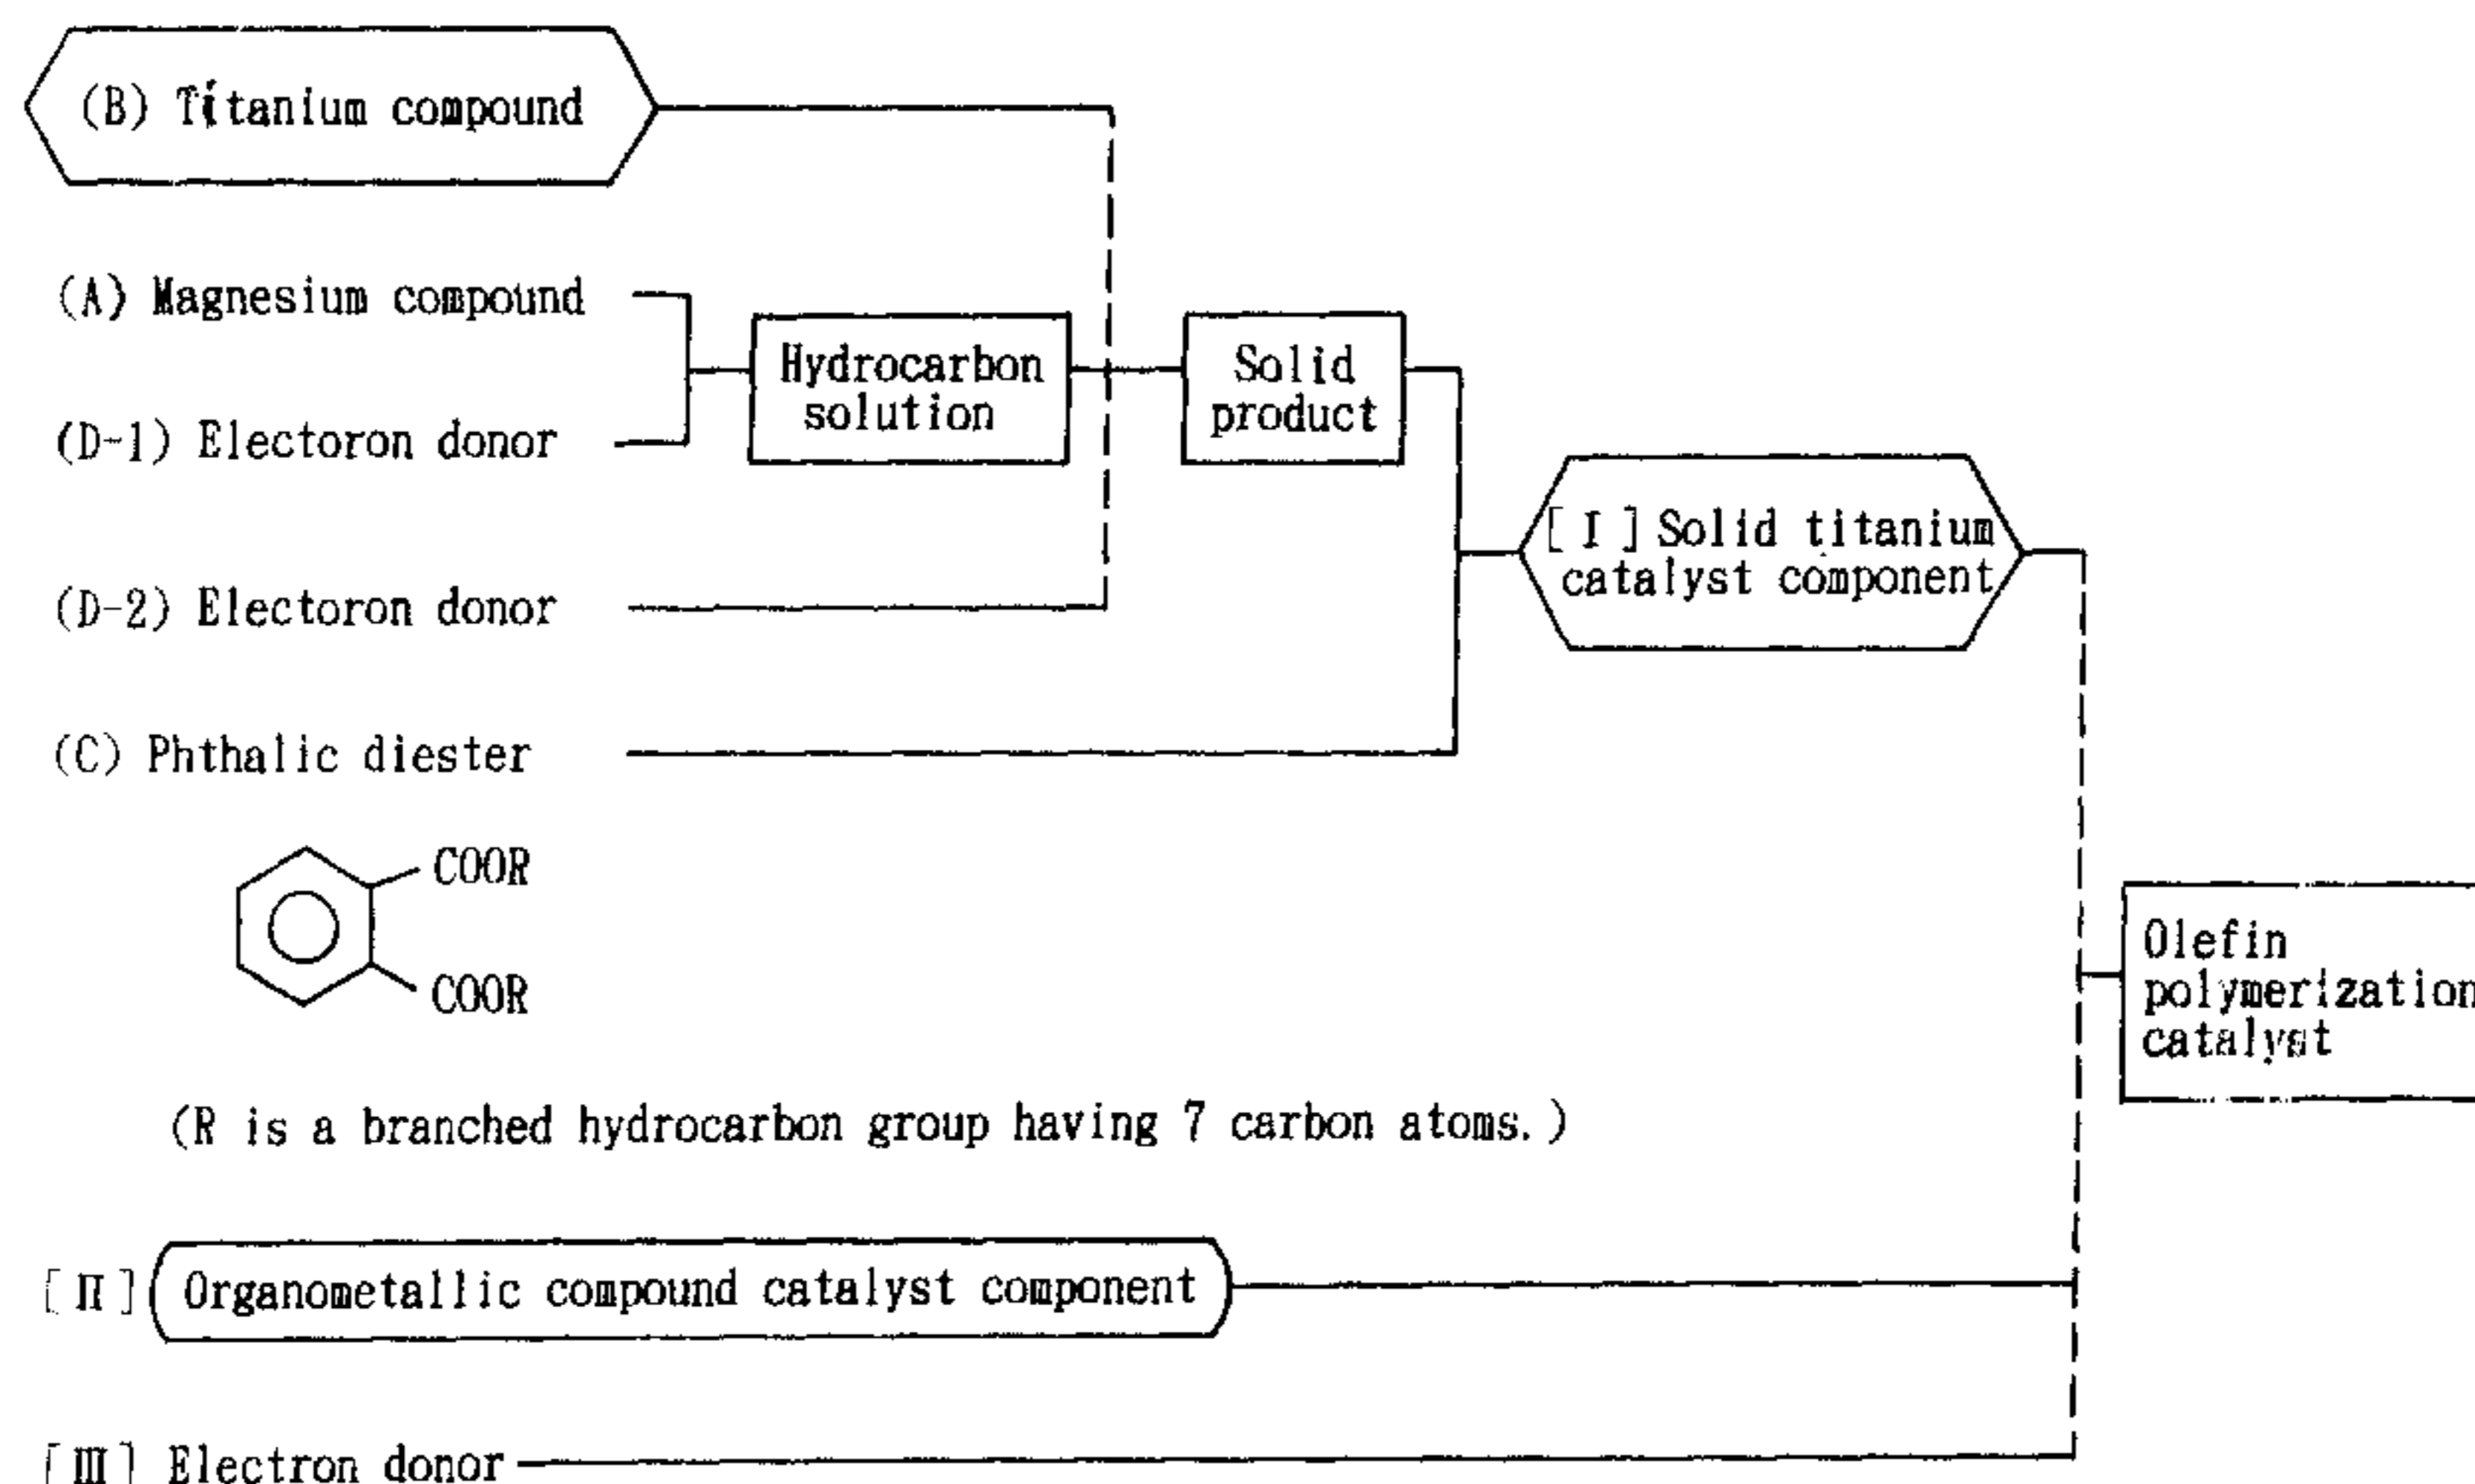 (B) Titanium compound
(A) Magnesium compound
Hydrocarbon
solution
Solid
product
(D-1) Electoron donor
[ I ] Solid titanium
catalyst component
(D-2) Electoron donor
(C) Phthalic diester
COOR
COOR
Olefin
polymerization
catalyst
(R is a branched hydrocarbon group having 7 carbon atoms.)
[ II ] Organometallic compound catalyst component
[ III ] Electron donor